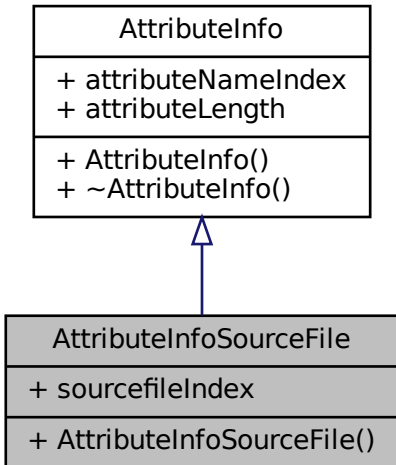 AttributeInfo
+ attributeNameIndex
+ attributeLength
+ AttributeInfo()
+ ~AttributeInfo()
AttributeInfoSourceFile
+ sourcefileIndex
+ AttributeInfoSourceFile()